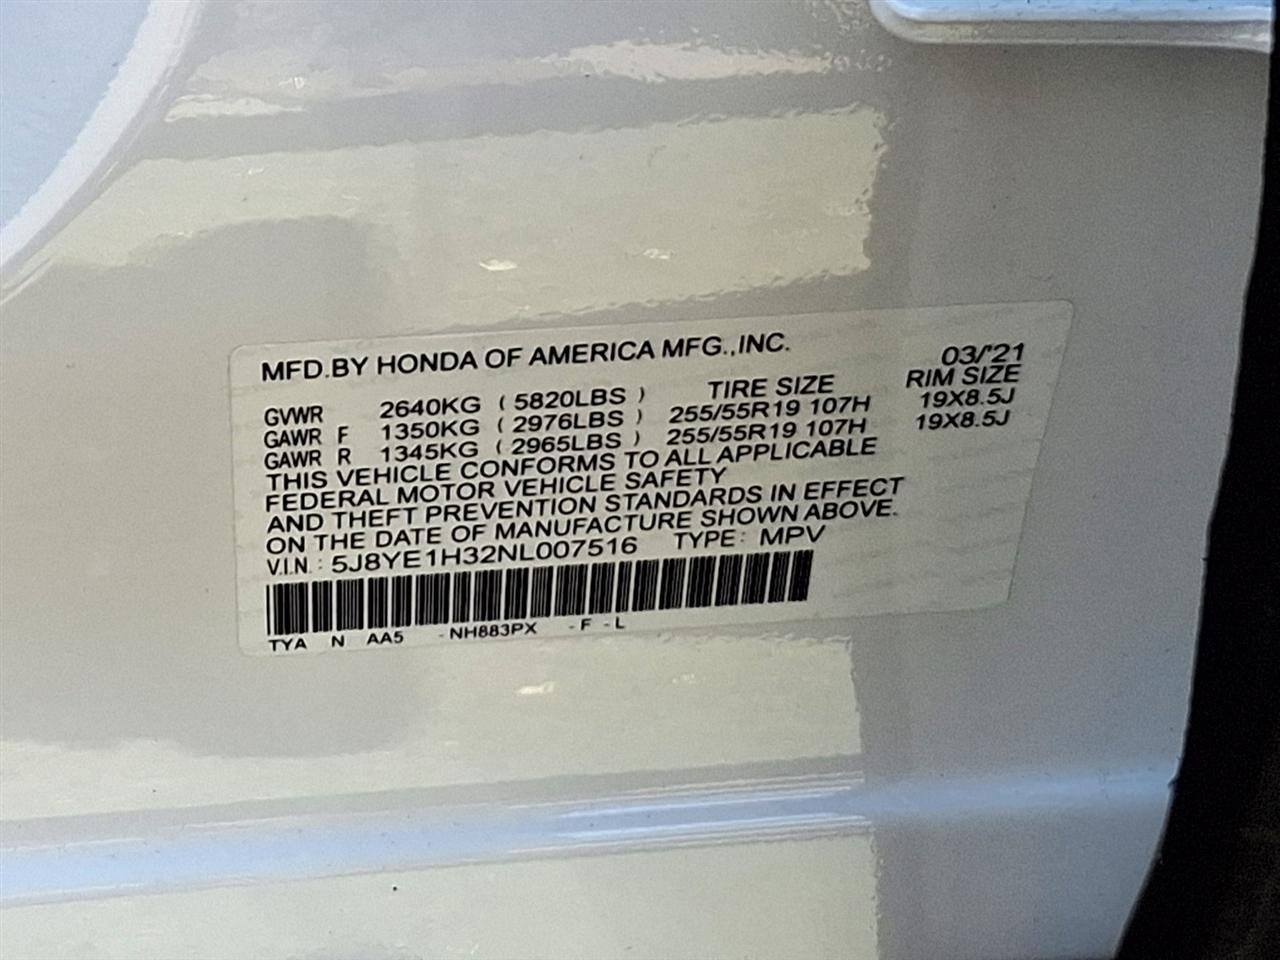 MFD.BY HONDA OF AMERICA MFG.,INC. 03/'21
GVWR 2640KG ( 5820LBS ) TIRE SIZE RIM SIZE
GAWR F 1350KG ( 2976LBS ) 255/55R19 107H 19X8.5J
GAWR R 1345KG ( 2965LBS ) 255/55R19 107H 19X8.5J
THIS VEHICLE CONFORMS TO ALL APPLICABLE
FEDERAL MOTOR VEHICLE SAFETY
AND THEFT PREVENTION STANDARDS IN EFFECT
ON THE DATE OF MANUFACTURE SHOWN ABOVE.
V.I.N. : 5J8YE1H32NL007516 TYPE: MPV
TYA N AA5 - NH883PX - F - L